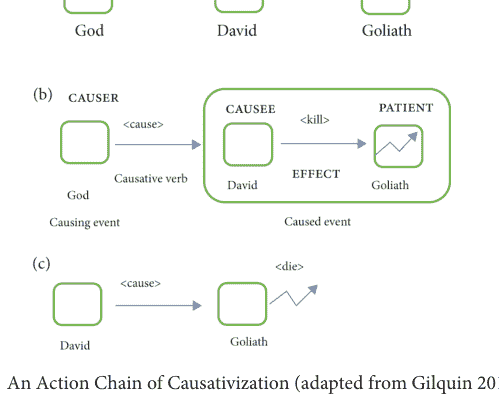 God David Goliath
(b) CAUSER
CAUSEE <kill> PATIENT
<cause>
Causative verb EFFECT
God David Goliath
Causing event Caused event
(c)
<cause> <die>
David Goliath
An Action Chain of Causativization (adapted from Gilquin 201